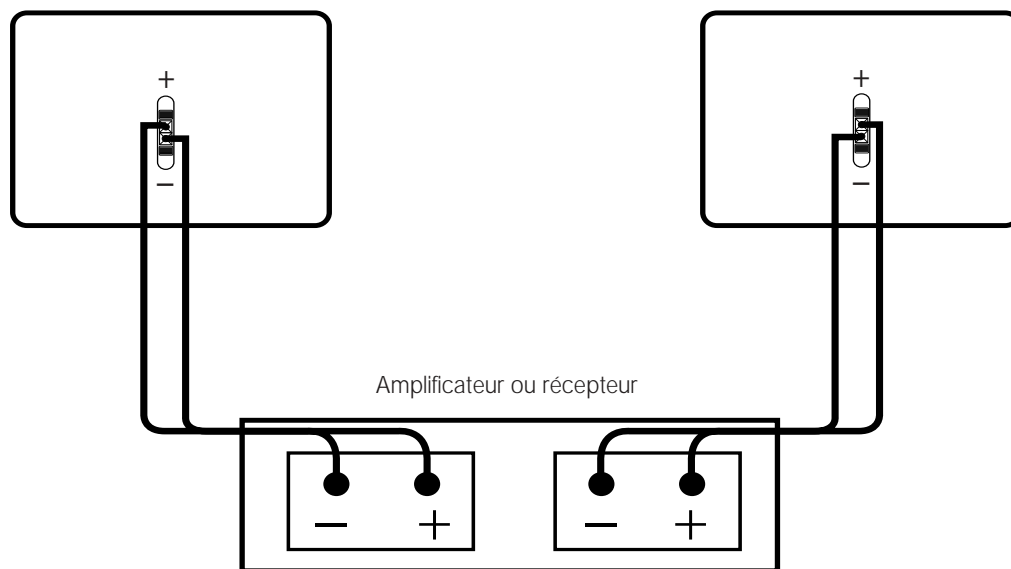 + +
− −
Amplificateur ou récepteur
− + − +